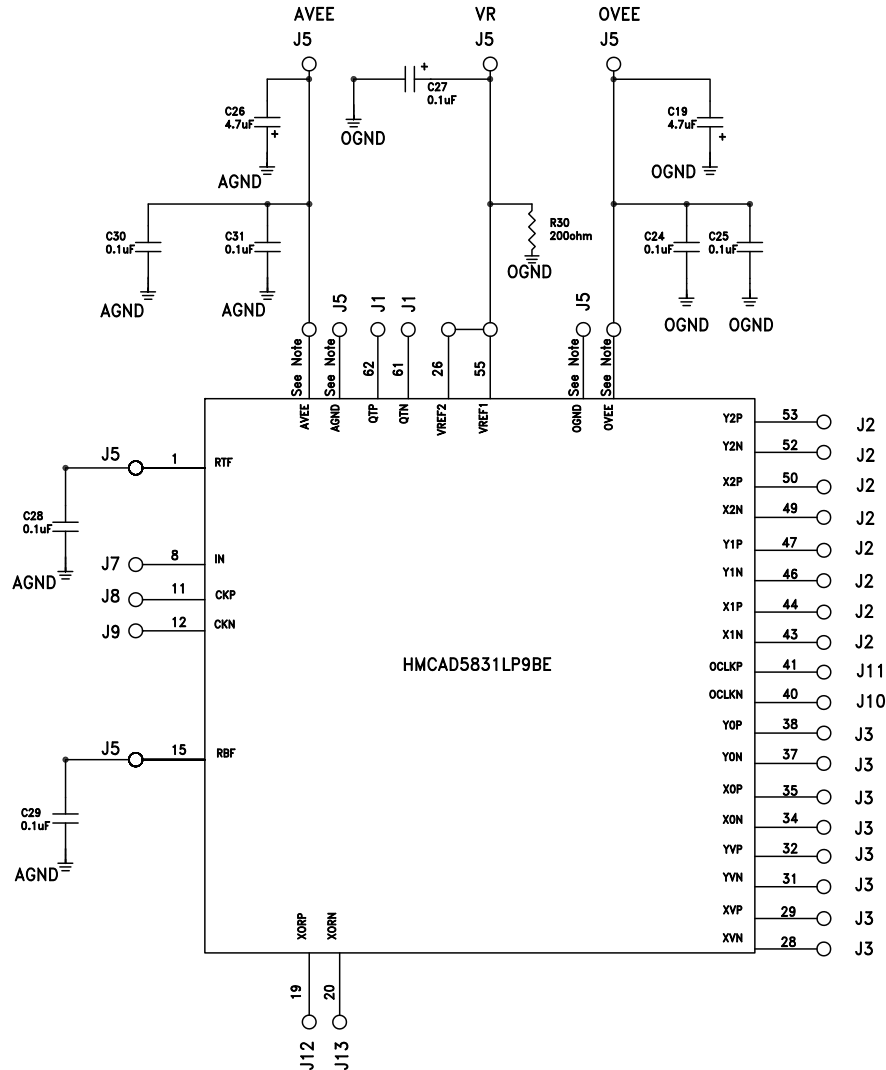 AVEE
VR
OVEE
J5
J5
J5
C26
4.7uF
+
AGND
+
C27
0.1uF
OGND
C19
4.7uF
+
OGND
C30
0.1uF
AGND
C31
0.1uF
AGND
R30
200ohm
OGND
C24
0.1uF
OGND
C25
0.1uF
OGND
J5
J1
J1
J5
See Note
See Note
62
61
26
55
See Note
See Note
AVEE
AGND
QTP
QTN
VREF2
VREF1
OGND
OVEE
J5
1
RTF
C28
0.1uF
AGND
J7
8
IN
J8
11
CKP
J9
12
CKN
HMCAD5831LP9BE
J5
15
RBF
C29
0.1uF
AGND
Y2P
53
J2
Y2N
52
J2
X2P
50
J2
X2N
49
J2
Y1P
47
J2
Y1N
46
J2
X1P
44
J2
X1N
43
J2
OCLKP
41
J11
OCLKN
40
J10
Y0P
38
J3
Y0N
37
J3
X0P
35
J3
X0N
34
J3
YVP
32
J3
YVN
31
J3
XVP
29
J3
XVN
28
J3
XORP
XORN
19
20
J12
J13